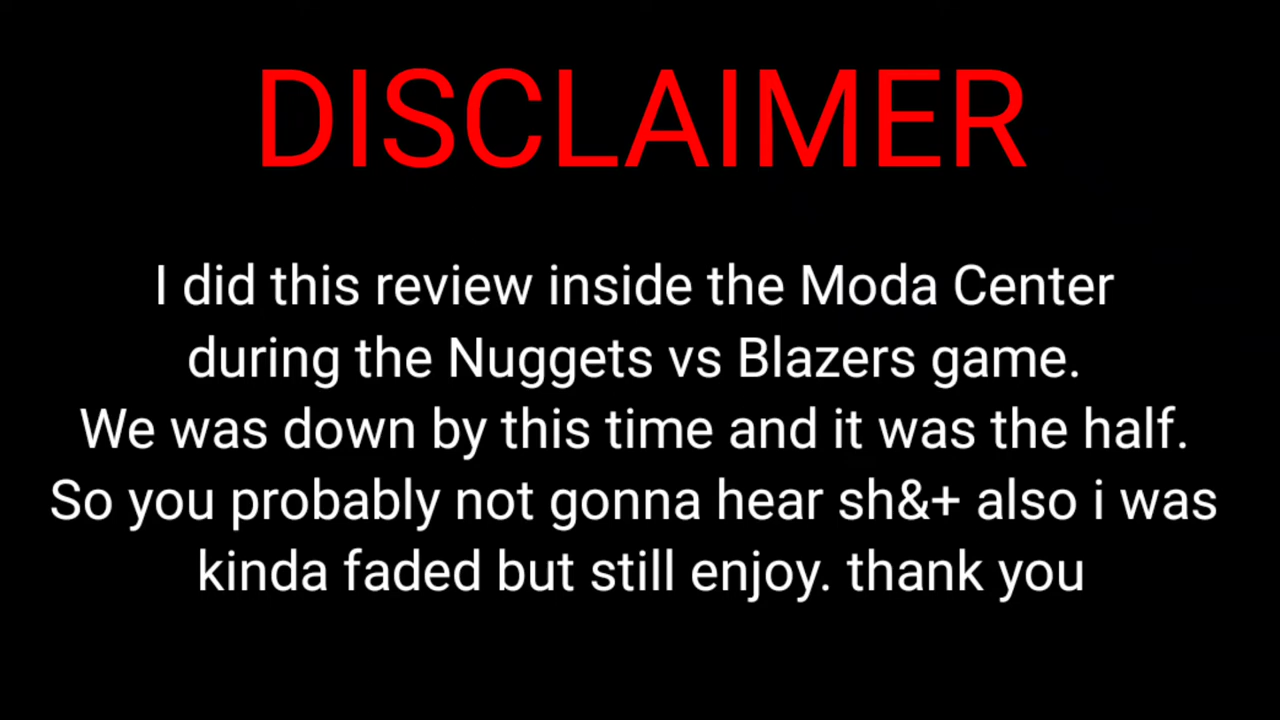 DISCLAIMER
I did this review inside the Moda Center
during the Nuggets vs Blazers game.
We was down by this time and it was the half.
So you probably not gonna hear sh&+ also i was
kinda faded but still enjoy. thank you